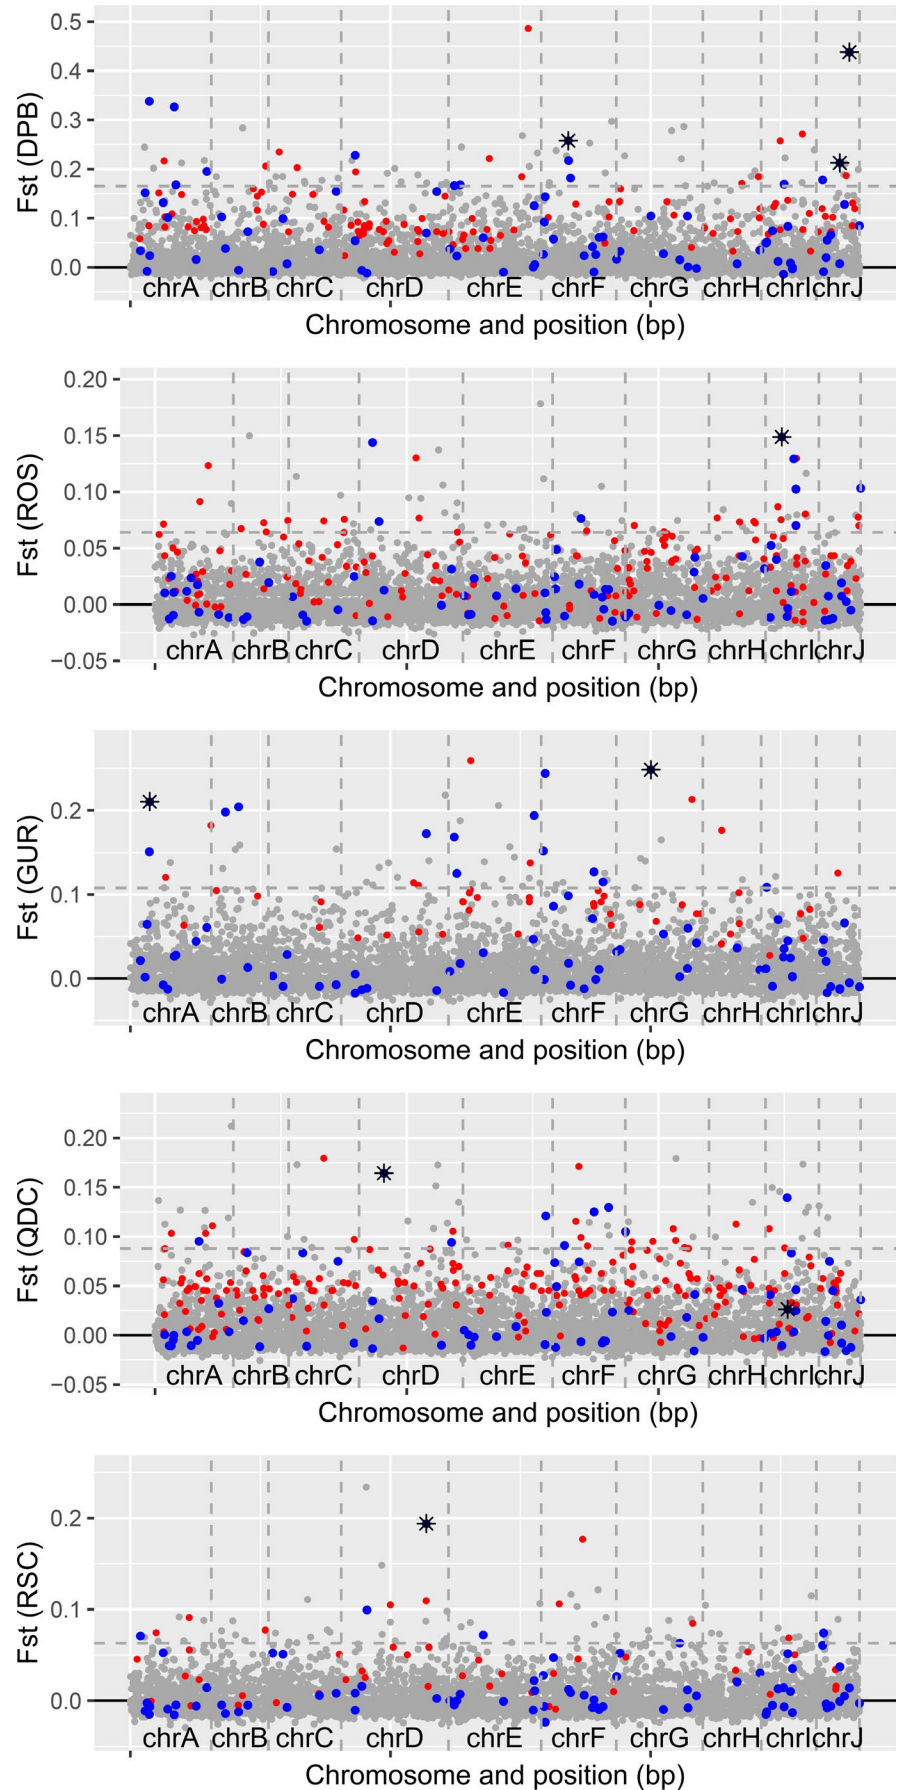 0.5
0.4
0.3
0.2
0.1
0.0
Fst (DPB)
chrA chrB chrC chrD chrE chrF chrG chrH chrI chrJ
Chromosome and position (bp)
0.20
0.15
0.10
0.05
0.00
−0.05
Fst (ROS)
chrA chrB chrC chrD chrE chrF chrG chrH chrI chrJ
Chromosome and position (bp)
0.2
0.1
0.0
Fst (GUR)
chrA chrB chrC chrD chrE chrF chrG chrH chrI chrJ
Chromosome and position (bp)
0.20
0.15
0.10
0.05
0.00
−0.05
Fst (QDC)
chrA chrB chrC chrD chrE chrF chrG chrH chrI chrJ
Chromosome and position (bp)
0.2
0.1
0.0
Fst (RSC)
chrA chrB chrC chrD chrE chrF chrG chrH chrI chrJ
Chromosome and position (bp)